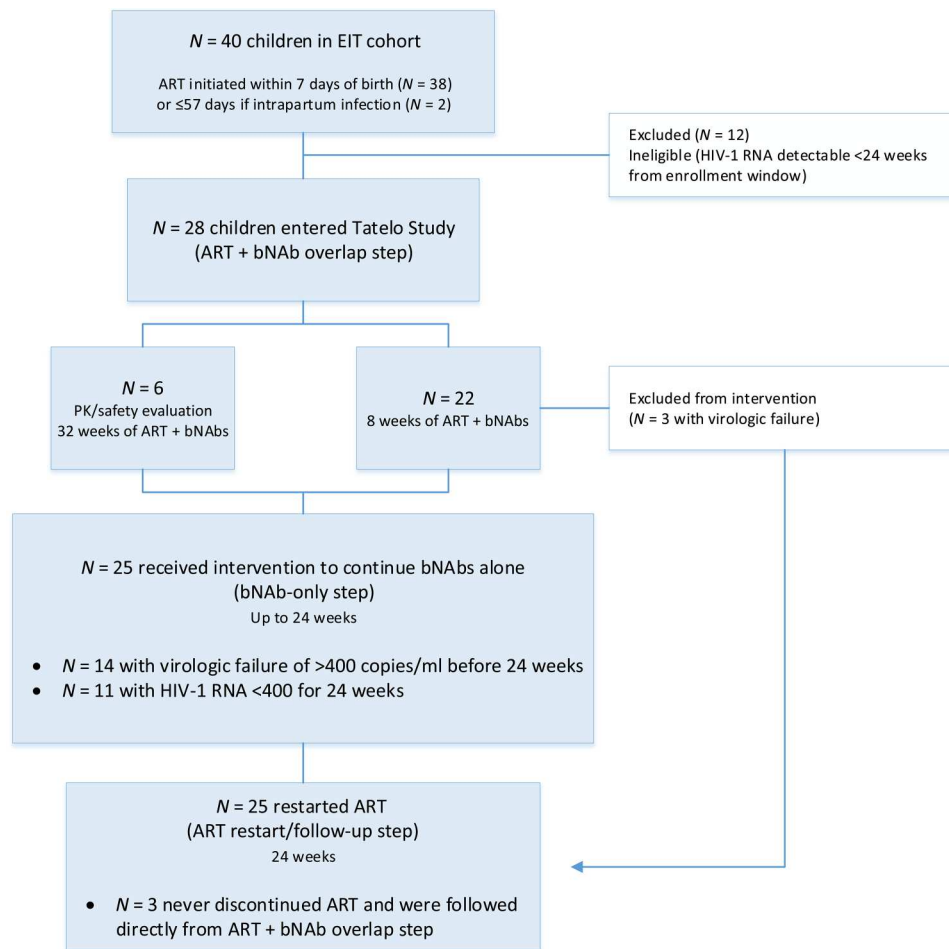 N = 40 children in EIT cohort
ART initiated within 7 days of birth (N = 38)
or ≤57 days if intrapartum infection (N = 2)
Excluded (N = 12)
Ineligible (HIV-1 RNA detectable <24 weeks
from enrollment window)
N = 28 children entered Tatelo Study
(ART + bNAb overlap step)
N = 6
PK/safety evaluation
32 weeks of ART + bNAbs
N = 22
8 weeks of ART + bNAbs
Excluded from intervention
(N = 3 with virologic failure)
N = 25 received intervention to continue bNAbs alone
(bNAb-only step)
Up to 24 weeks
• N = 14 with virologic failure of >400 copies/ml before 24 weeks
• N = 11 with HIV-1 RNA <400 for 24 weeks
N = 25 restarted ART
(ART restart/follow-up step)
24 weeks
• N = 3 never discontinued ART and were followed
directly from ART + bNAb overlap step